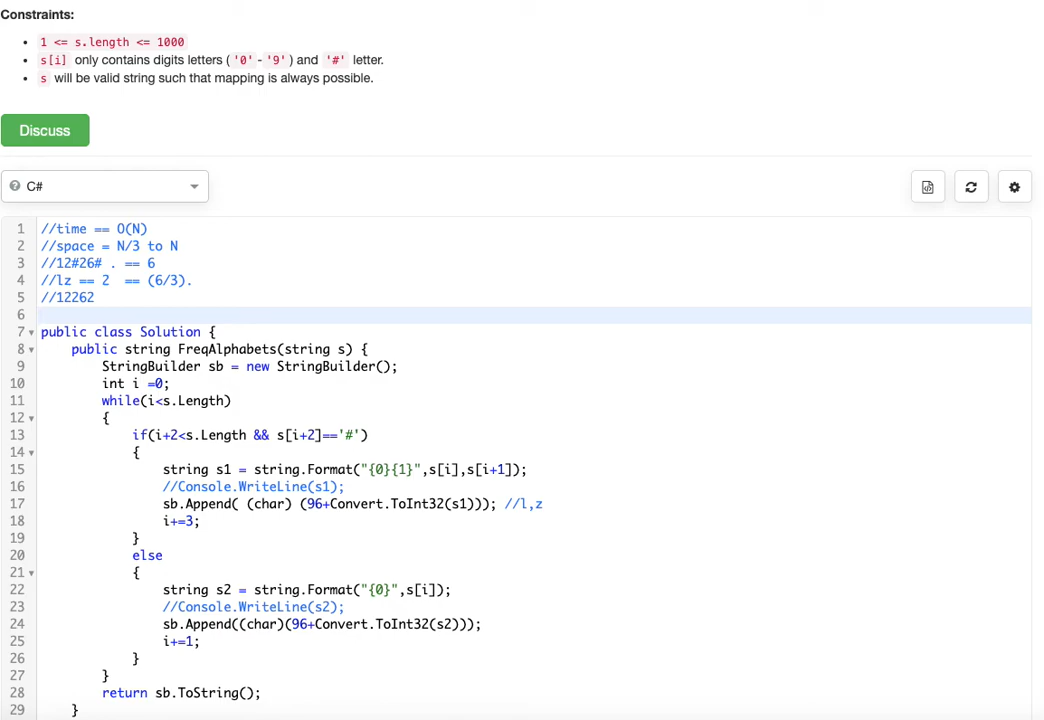 Constraints:
1 <= s.length <= 1000
s[i] only contains digits letters ('0'-'9') and '#' letter.
s will be valid string such that mapping is always possible.
Discuss
C#
1 //time == O(N)
2 //space = N/3 to N
3 //12#26# . == 6
4 //lz == 2  == (6/3).
5 //12262
6
7 public class Solution {
8     public string FreqAlphabets(string s) {
9         StringBuilder sb = new StringBuilder();
10         int i =0;
11         while(i<s.Length)
12         {
13             if(i+2<s.Length && s[i+2]=='#')
14             {
15                 string s1 = string.Format("{0}{1}",s[i],s[i+1]);
16                 //Console.WriteLine(s1);
17                 sb.Append( (char) (96+Convert.ToInt32(s1))); //l,z
18                 i+=3;
19             }
20             else
21             {
22                 string s2 = string.Format("{0}",s[i]);
23                 //Console.WriteLine(s2);
24                 sb.Append((char)(96+Convert.ToInt32(s2)));
25                 i+=1;
26             }
27         }
28         return sb.ToString();
29     }